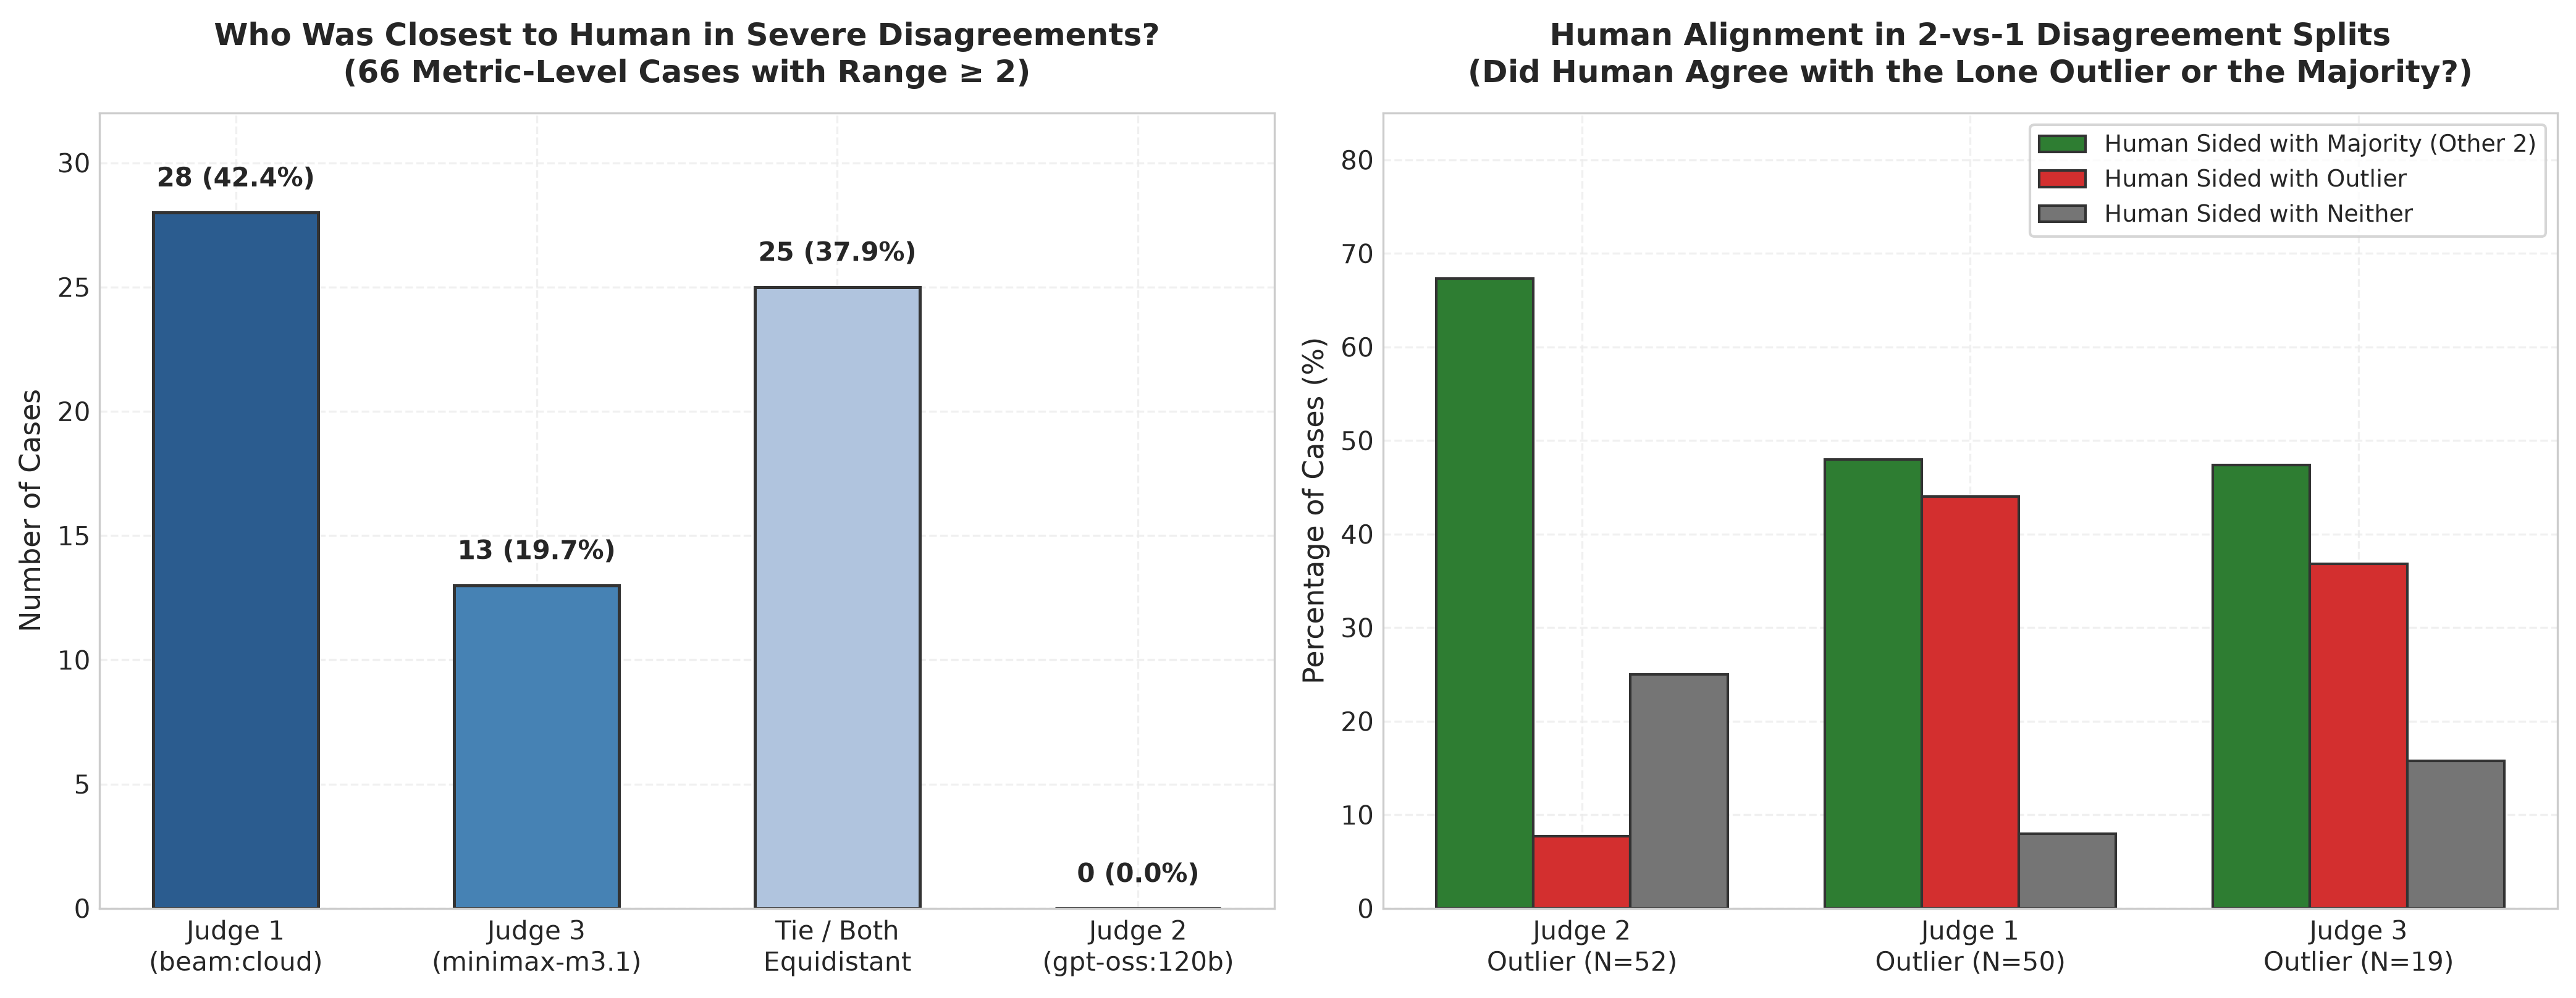 Who Was Closest to Human in Severe Disagreements?
(66 Metric-Level Cases with Range ≥ 2)
Number of Cases
30
25
20
15
10
5
0
28 (42.4%)
13 (19.7%)
25 (37.9%)
0 (0.0%)
Judge 1
(beam:cloud)
Judge 3
(minimax-m3.1)
Tie / Both
Equidistant
Judge 2
(gpt-oss:120b)
Human Alignment in 2-vs-1 Disagreement Splits
(Did Human Agree with the Lone Outlier or the Majority?)
Percentage of Cases (%)
80
70
60
50
40
30
20
10
0
Human Sided with Majority (Other 2)
Human Sided with Outlier
Human Sided with Neither
Judge 2
Outlier (N=52)
Judge 1
Outlier (N=50)
Judge 3
Outlier (N=19)